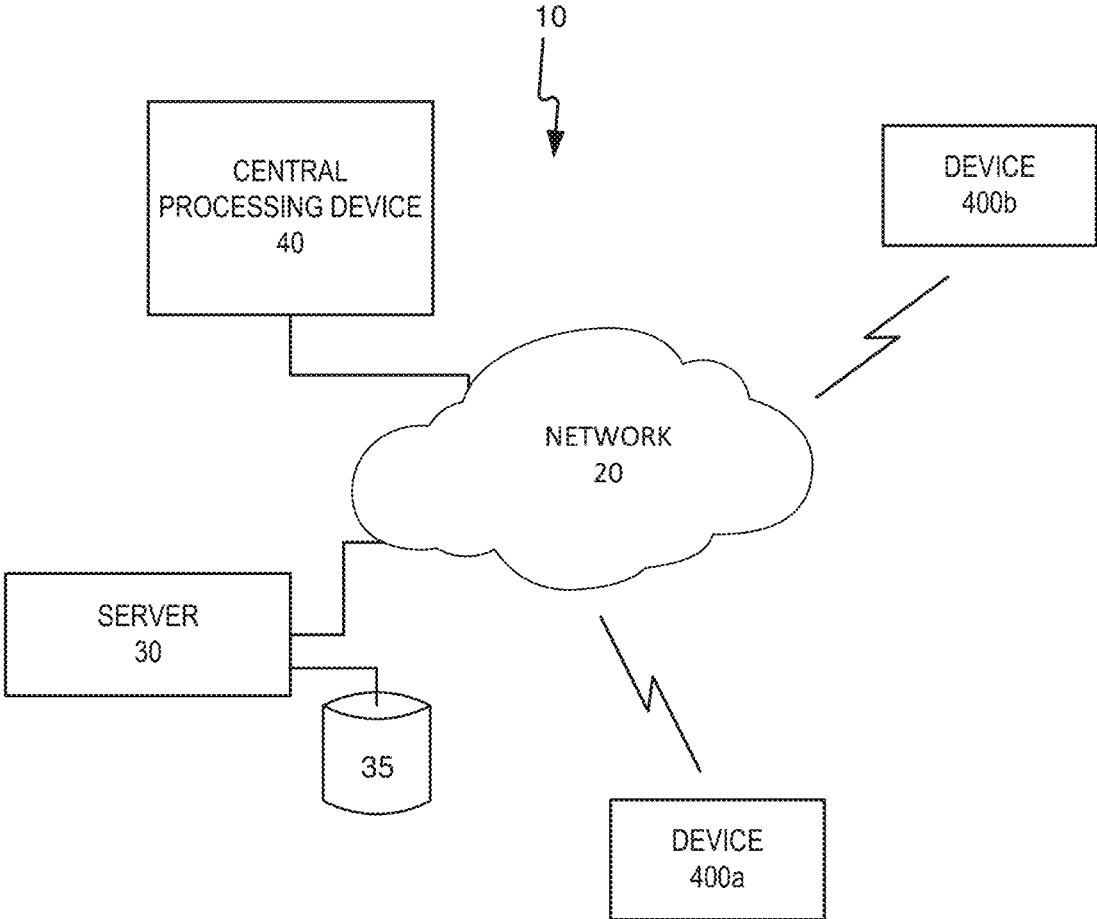 10
CENTRAL
PROCESSING DEVICE
40
DEVICE
400b
NETWORK
20
SERVER
30
35
DEVICE
400a